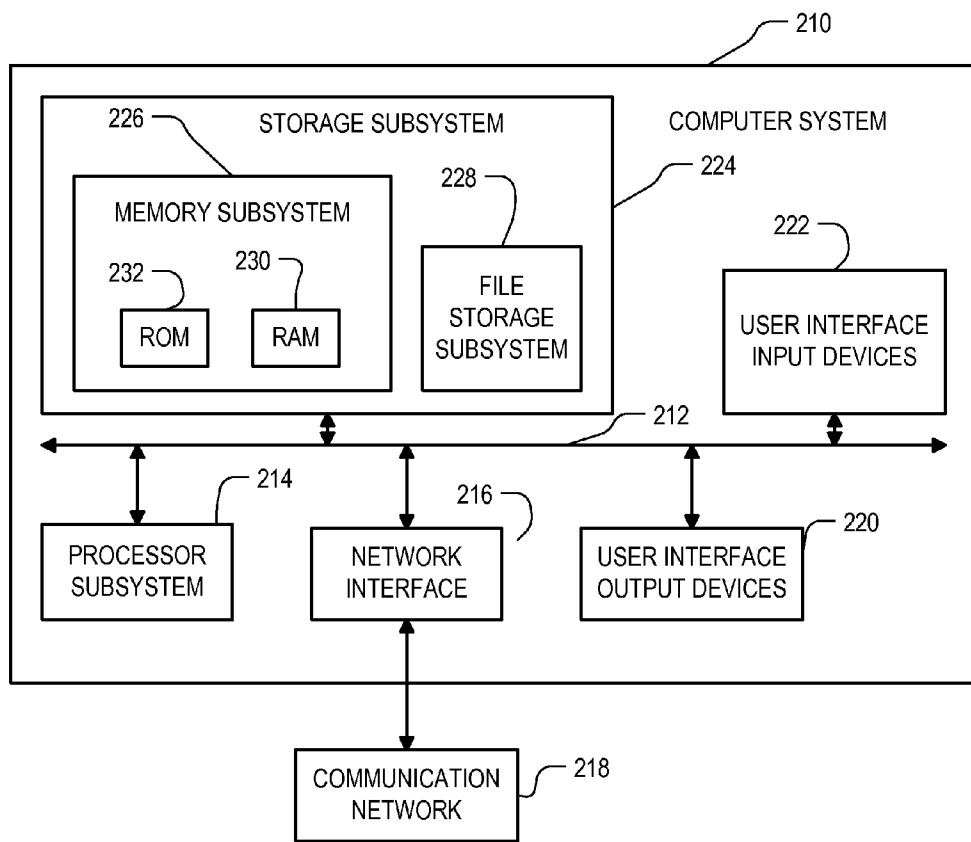 210
STORAGE SUBSYSTEM
COMPUTER SYSTEM
226
224
228
MEMORY SUBSYSTEM
222
232
230
FILE
STORAGE
SUBSYSTEM
ROM
RAM
USER INTERFACE
INPUT DEVICES
212
214
216
220
PROCESSOR
SUBSYSTEM
NETWORK
INTERFACE
USER INTERFACE
OUTPUT DEVICES
COMMUNICATION
NETWORK
218